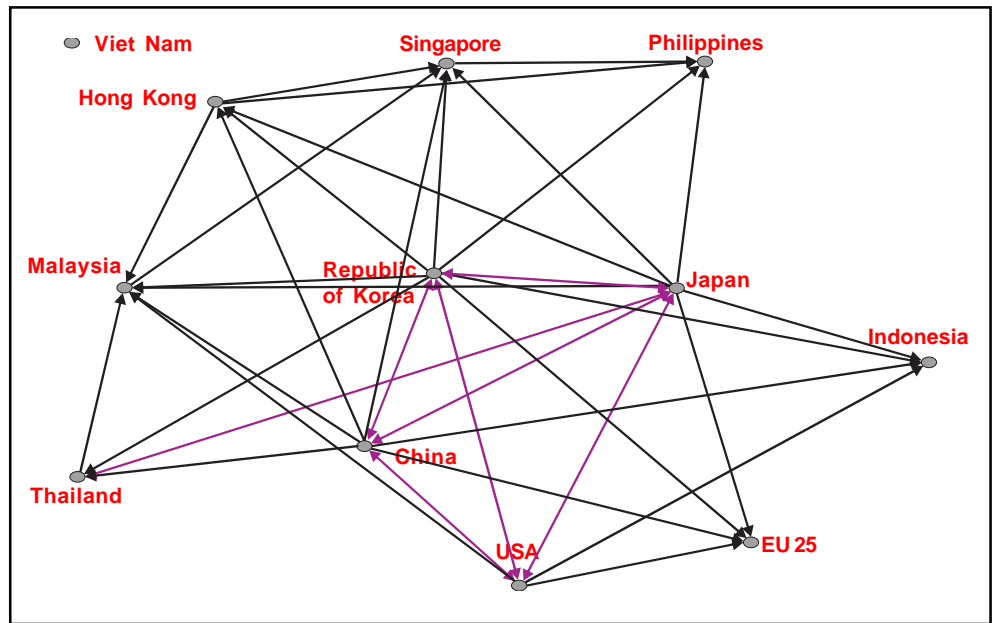 Viet Nam
Singapore
Philippines
Hong Kong
Malaysia
Republic
of Korea
Japan
Indonesia
China
Thailand
USA
EU 25